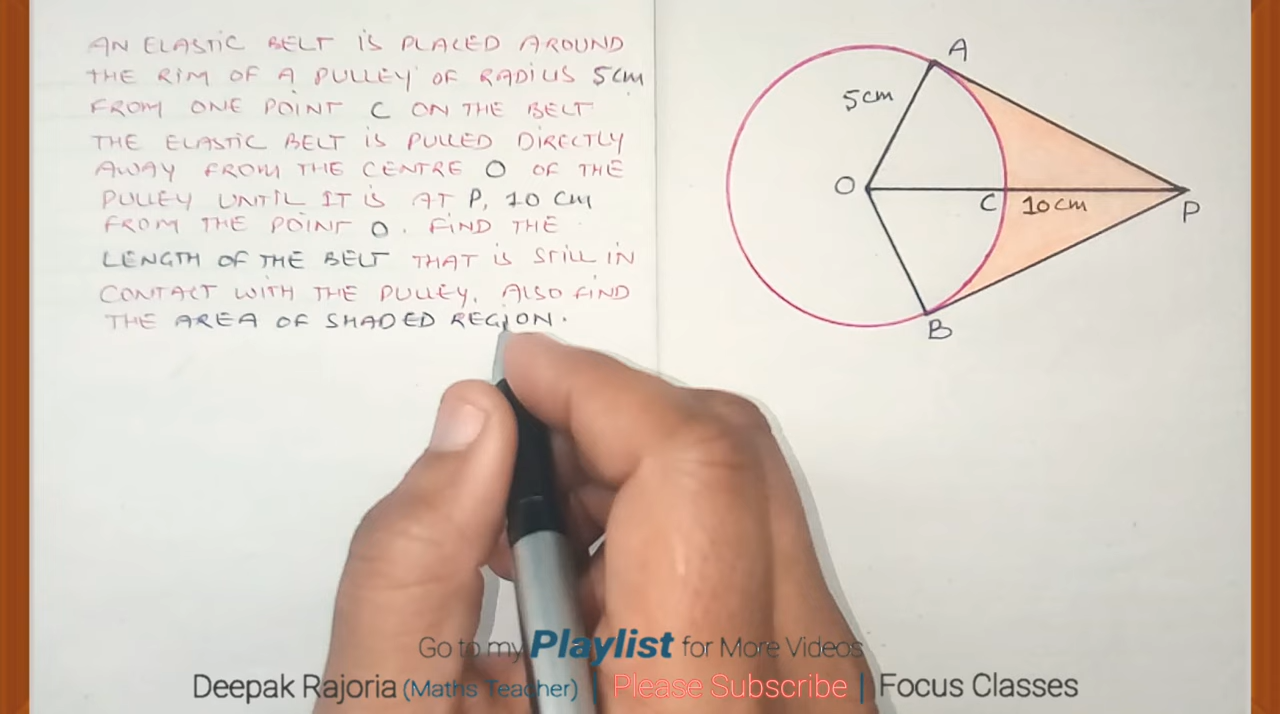 AN ELASTIC BELT IS PLACED AROUND
THE RIM OF A PULLEY OF RADIUS 5cm
FROM ONE POINT C ON THE BELT
THE ELASTIC BELT IS PULLED DIRECTLY
AWAY FROM THE CENTRE O OF THE
PULLEY UNTIL IT IS AT P, 10 CM
FROM THE POINT O. FIND THE
LENGTH OF THE BELT THAT IS STILL IN
CONTACT WITH THE PULLEY. ALSO FIND
THE AREA OF SHADED REGION.
A
5cm
O
C
10cm
P
B
Go to my Playlist for More Videos
Deepak Rajoria (Maths Teacher) | Please Subscribe | Focus Classes